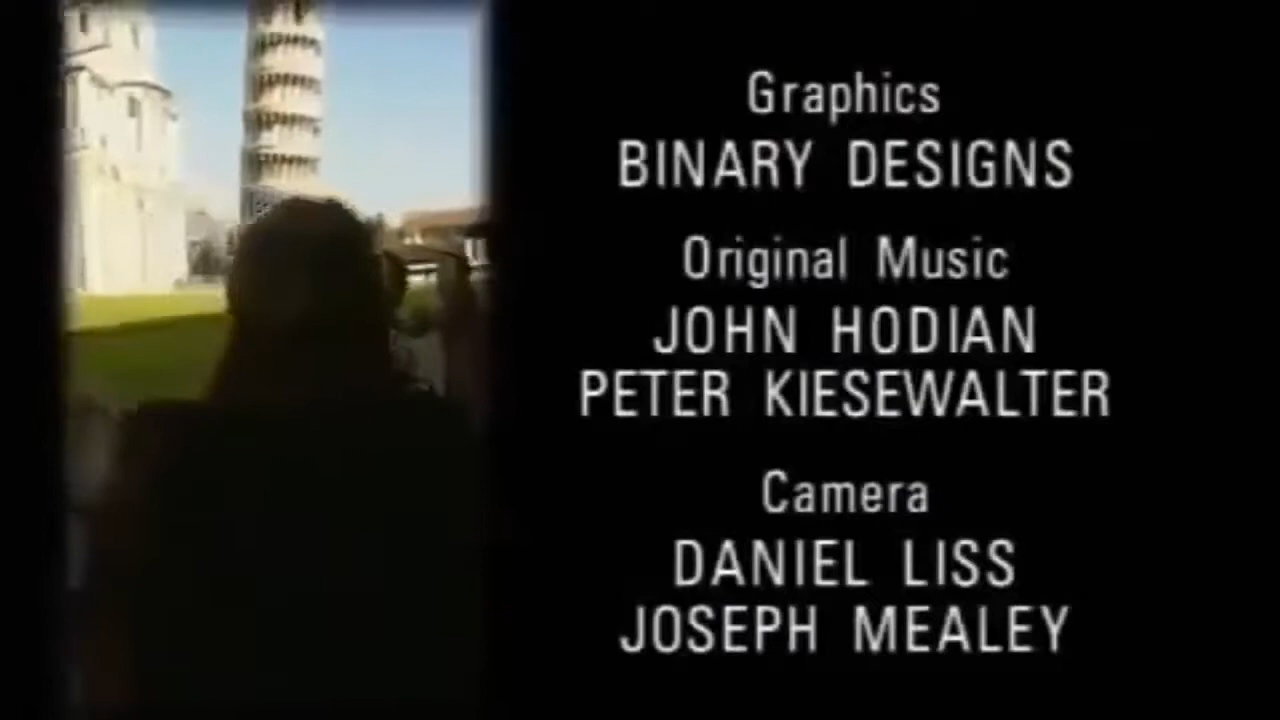 Graphics
BINARY DESIGNS
Original Music
JOHN HODIAN
PETER KIESEWALTER
Camera
DANIEL LISS
JOSEPH MEALEY